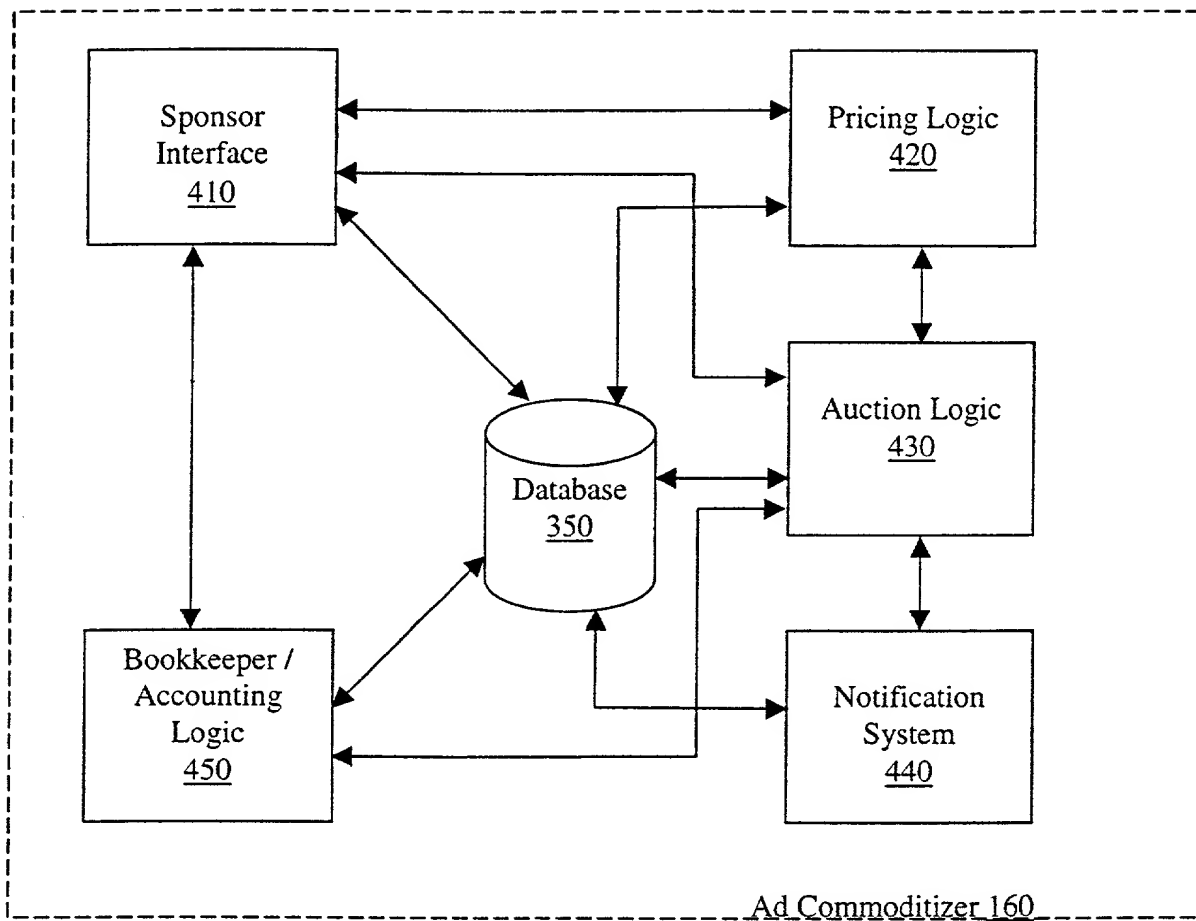 Sponsor
Interface
410
Pricing Logic
420
Auction Logic
430
Database
350
Bookkeeper /
Accounting
Logic
450
Notification
System
440
Ad Commoditizer 160